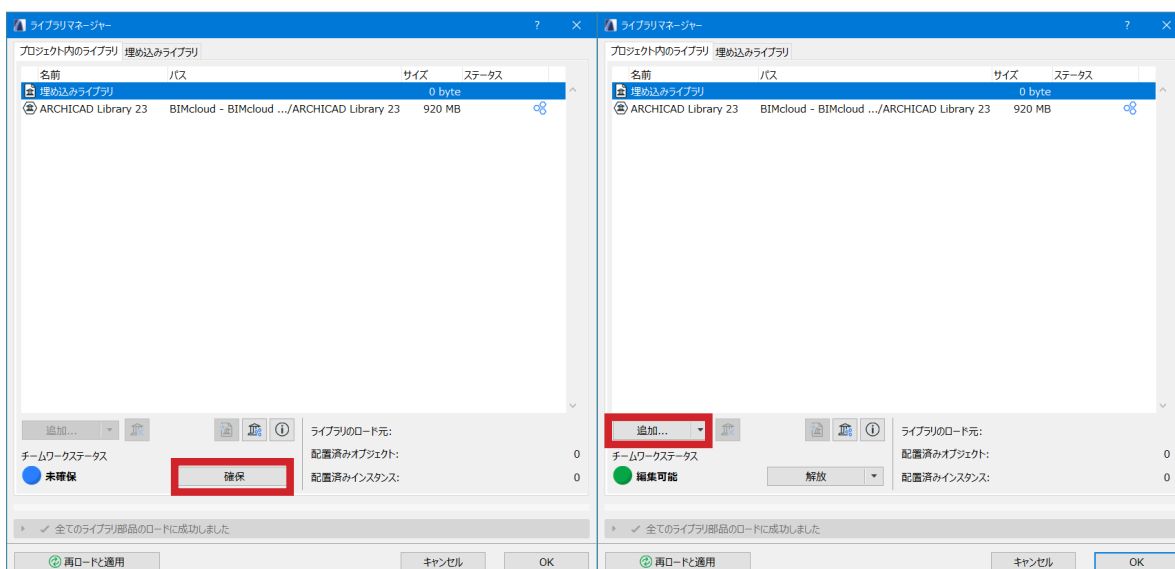 ライブラリマネージャー ? ×
プロジェクト内のライブラリ 埋め込みライブラリ
名前 パス サイズ ステータス
埋め込みライブラリ 0 byte
ARCHICAD Library 23 BIMcloud - BIMcloud .../ARCHICAD Library 23 920 MB
追加... ライブラリのロード元:
チームワークステータス 配置済みオブジェクト: 0
未確保 確保 配置済みインスタンス: 0
全てのライブラリ部品のロードに成功しました
再ロードと適用 キャンセル OK
ライブラリマネージャー ? ×
プロジェクト内のライブラリ 埋め込みライブラリ
名前 パス サイズ ステータス
埋め込みライブラリ 0 byte
ARCHICAD Library 23 BIMcloud - BIMcloud .../ARCHICAD Library 23 920 MB
追加... ライブラリのロード元:
チームワークステータス 配置済みオブジェクト: 0
編集可能 解放 配置済みインスタンス: 0
全てのライブラリ部品のロードに成功しました
再ロードと適用 キャンセル OK